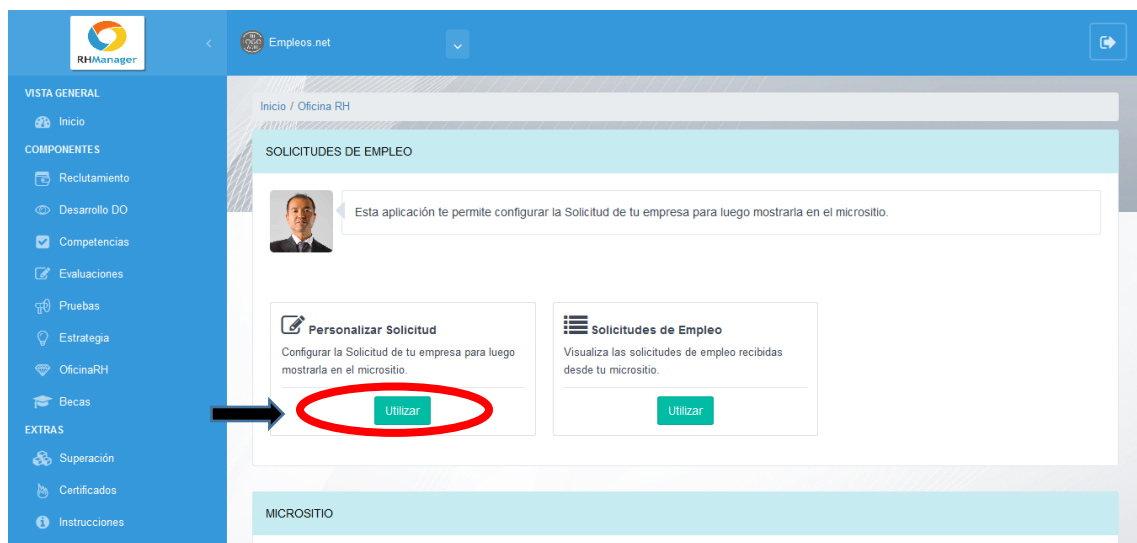 RHManager
Empleos.net
VISTA GENERAL
Inicio
COMPONENTES
Reclutamiento
Desarrollo DO
Competencias
Evaluaciones
Pruebas
Estrategia
OficinaRH
Becas
EXTRAS
Superación
Certificados
Instrucciones
Inicio / Oficina RH
SOLICITUDES DE EMPLEO
Esta aplicación te permite configurar la Solicitud de tu empresa para luego mostrarla en el micrositio.
Personalizar Solicitud
Configurar la Solicitud de tu empresa para luego
mostrarla en el micrositio.
Utilizar
Solicitudes de Empleo
Visualiza las solicitudes de empleo recibidas
desde tu micrositio.
Utilizar
MICROSITIO